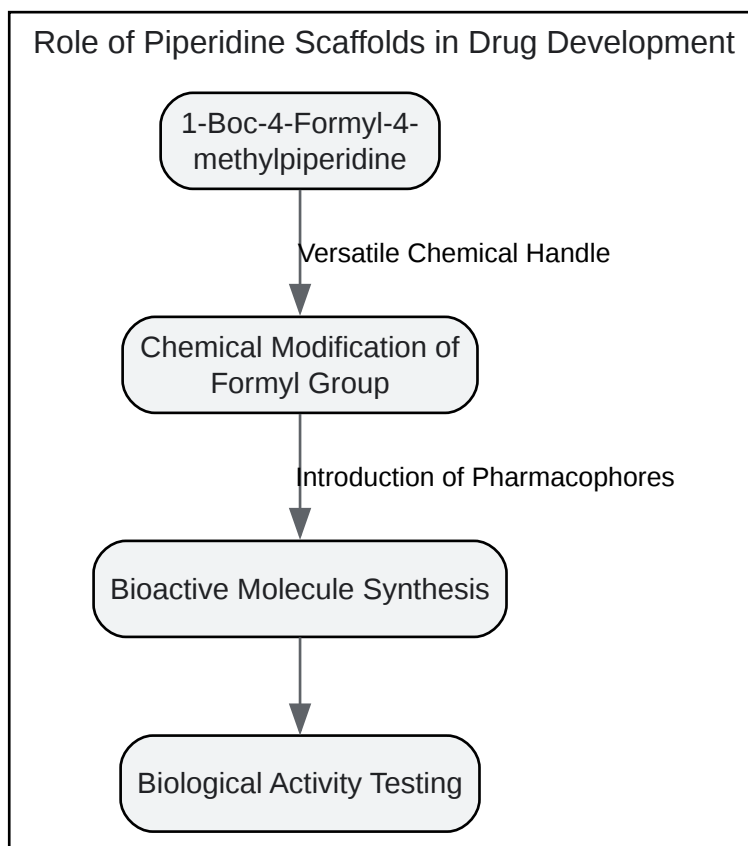 Role of Piperidine Scaffolds in Drug Development
1-Boc-4-Formyl-4-
methylpiperidine
Versatile Chemical Handle
Chemical Modification of
Formyl Group
Introduction of Pharmacophores
Bioactive Molecule Synthesis
Biological Activity Testing